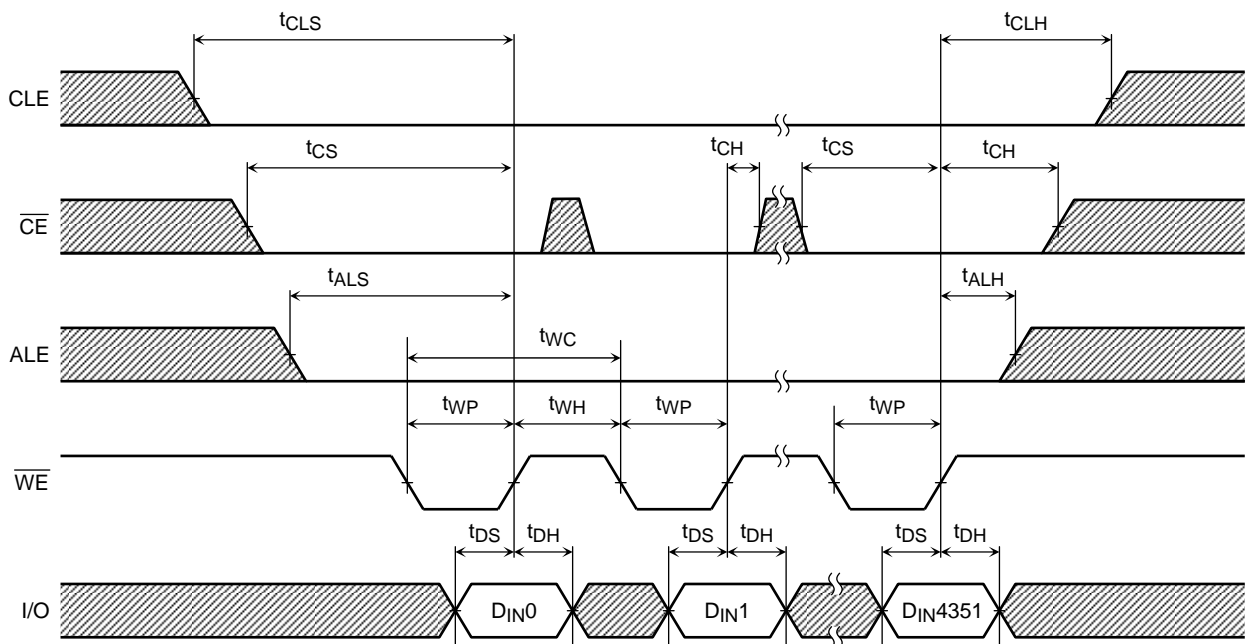 tCLS tCLH
CLE
tCS tCH tCS tCH
CE
tALS tALH
ALE
tWC
tWP tWH tWP tWP
WE
tDS tDH tDS tDH tDS tDH
I/O DIN0 DIN1 DIN4351